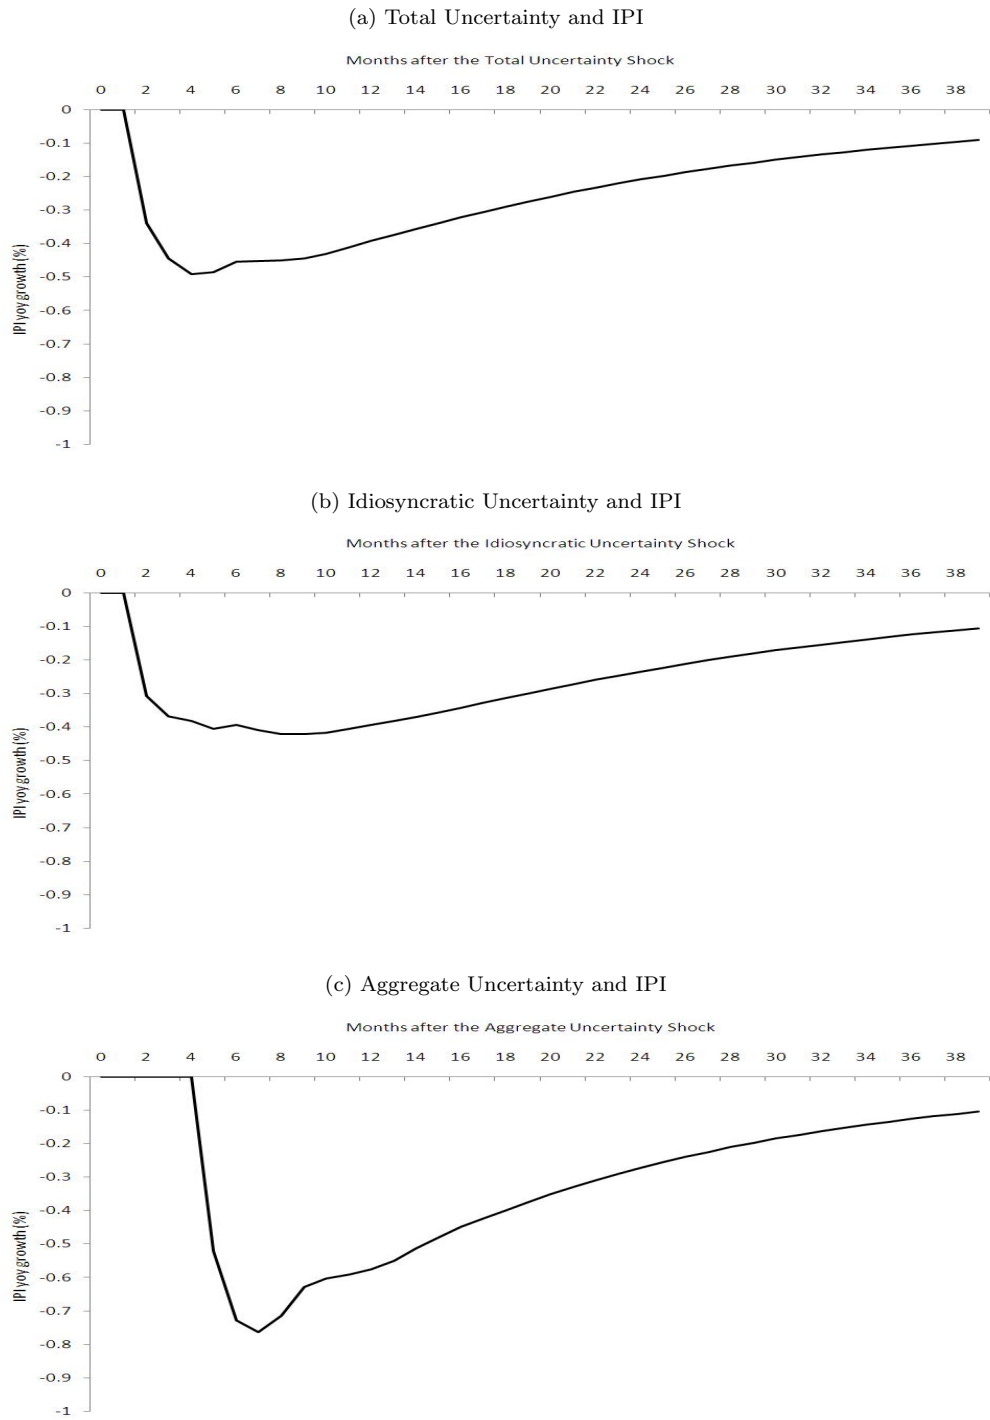 (a) Total Uncertainty and IPI
Months after the Total Uncertainty Shock
0 2 4 6 8 10 12 14 16 18 20 22 24 26 28 30 32 34 36 38
0
-0.1
-0.2
-0.3
-0.4
-0.5
-0.6
-0.7
-0.8
-0.9
-1
IPI yoy growth (%)
(b) Idiosyncratic Uncertainty and IPI
Months after the Idiosyncratic Uncertainty Shock
0 2 4 6 8 10 12 14 16 18 20 22 24 26 28 30 32 34 36 38
0
-0.1
-0.2
-0.3
-0.4
-0.5
-0.6
-0.7
-0.8
-0.9
-1
IPI yoy growth (%)
(c) Aggregate Uncertainty and IPI
Months after the Aggregate Uncertainty Shock
0 2 4 6 8 10 12 14 16 18 20 22 24 26 28 30 32 34 36 38
0
-0.1
-0.2
-0.3
-0.4
-0.5
-0.6
-0.7
-0.8
-0.9
-1
IPI yoy growth (%)